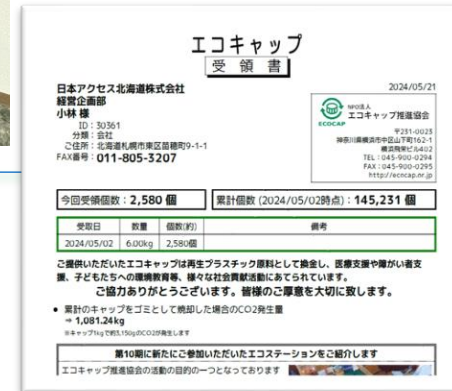 エコキャップ
受領書
2024/05/21
日本アクセス北海道株式会社
経営企画部
小林 様
ID：30361
分類：会社
ご住所：北海道札幌市東区苗穂町9-1-1
FAX番号：011-805-3207
ECOCAP
NPO法人
エコキャップ推進協会
〒231-0023
神奈川県横浜市中区山下町162-1
横浜飛栄ビル402
TEL：045-900-0294
FAX：045-900-0295
http://ecocap.or.jp
今回受領個数：2,580 個
累計個数 (2024/05/02時点)：145,231 個
受取日 数量 個数(約) 備考
2024/05/02 6.00kg 2,580個
ご提供いただいたエコキャップは再生プラスチック原料として換金し、医療支援や障がい者支
援、子どもたちへの環境教育等、様々な社会貢献活動にあてられています。
ご協力ありがとうございます。皆様のご厚意を大切に致します。
● 累計のキャップをゴミとして焼却した場合のCO2発生量
⇒ 1,081.24kg
※キャップ1kgで約3,150gのCO2が発生します
第10期に新たにご参加いただいたエコステーションをご紹介します
エコキャップ推進協会の活動の目的の一つとなっております